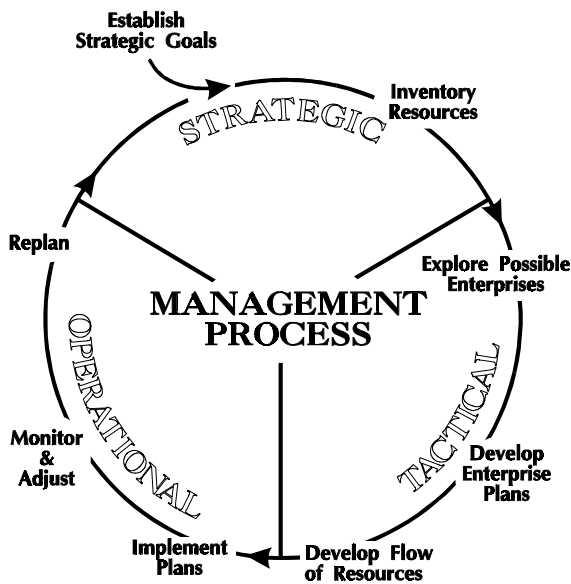 Establish
Strategic Goals
STRATEGIC
Inventory
Resources
Explore Possible
Enterprises
MANAGEMENT
PROCESS
TACTICAL
Develop
Enterprise
Plans
Develop Flow
of Resources
Implement
Plans
OPERATIONAL
Monitor
&
Adjust
Replan